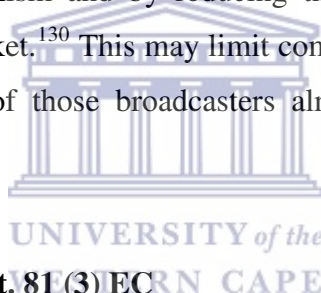 and by reducing th
ket.130 This may limit con
of those broadcasters alr
UNIVERSITY of the
t. 81 (3) EC
WESTERN CAPE